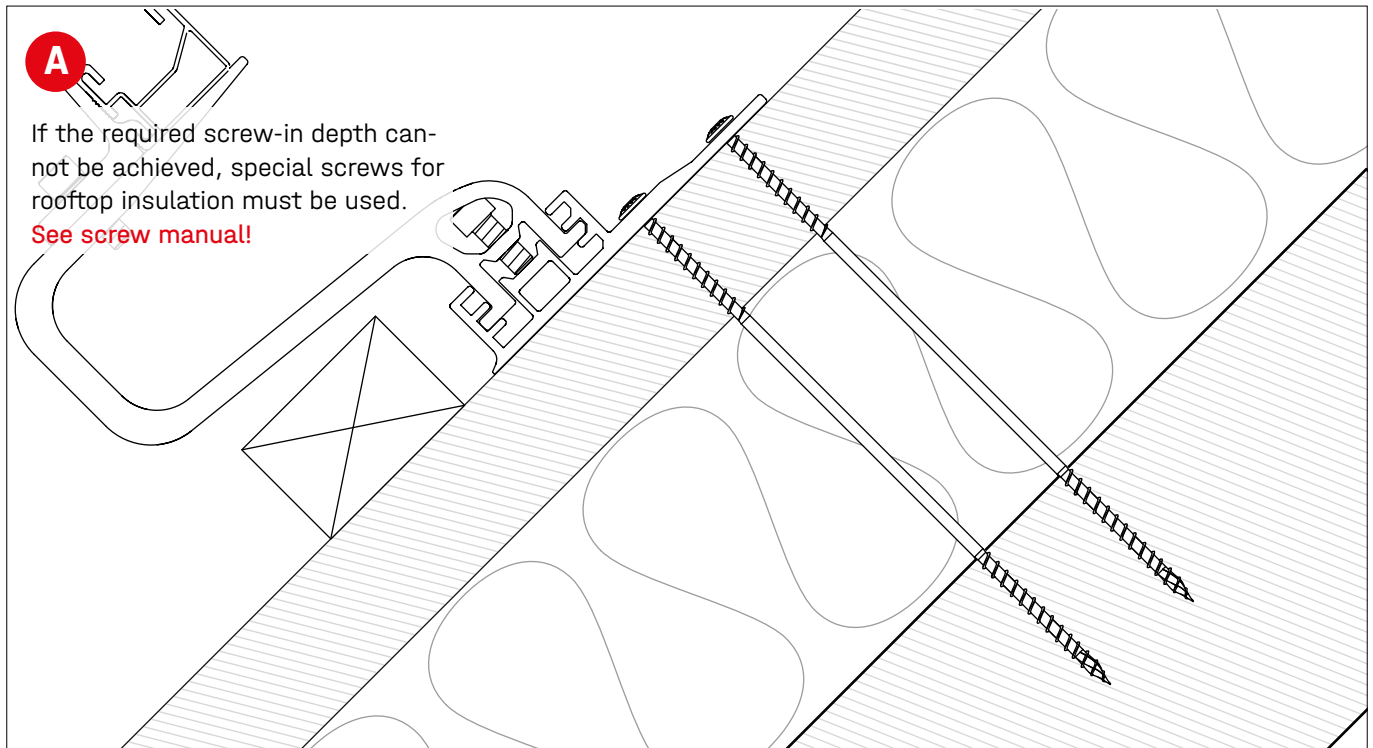 A
If the required screw-in depth can-
not be achieved, special screws for
rooftop insulation must be used.
See screw manual!